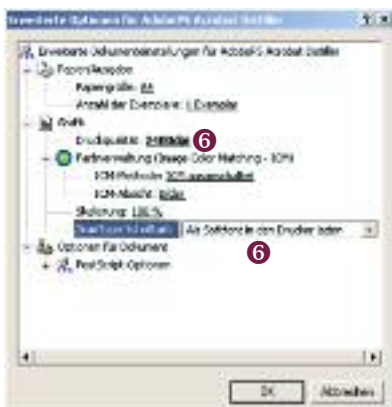 Erweiterte Optionen für AdobePS Acrobat Distiller
Erweiterte Dokumenteinstellungen für AdobePS Acrobat Distiller
Papier/Ausgabe
Papiergröße: A4
Anzahl der Exemplare: 1 Exemplar
Grafik
Druckqualität: 2400dpi 6
Farbverwaltung (Image Color Matching - ICM)
ICM-Methode: ICM ausgeschaltet
ICM-Absicht: Bilder
Skalierung: 100 %
TrueType-Schriftart: Als Softfont in den Drucker laden
6
Optionen für Dokument
PostScript-Optionen
OK Abbrechen